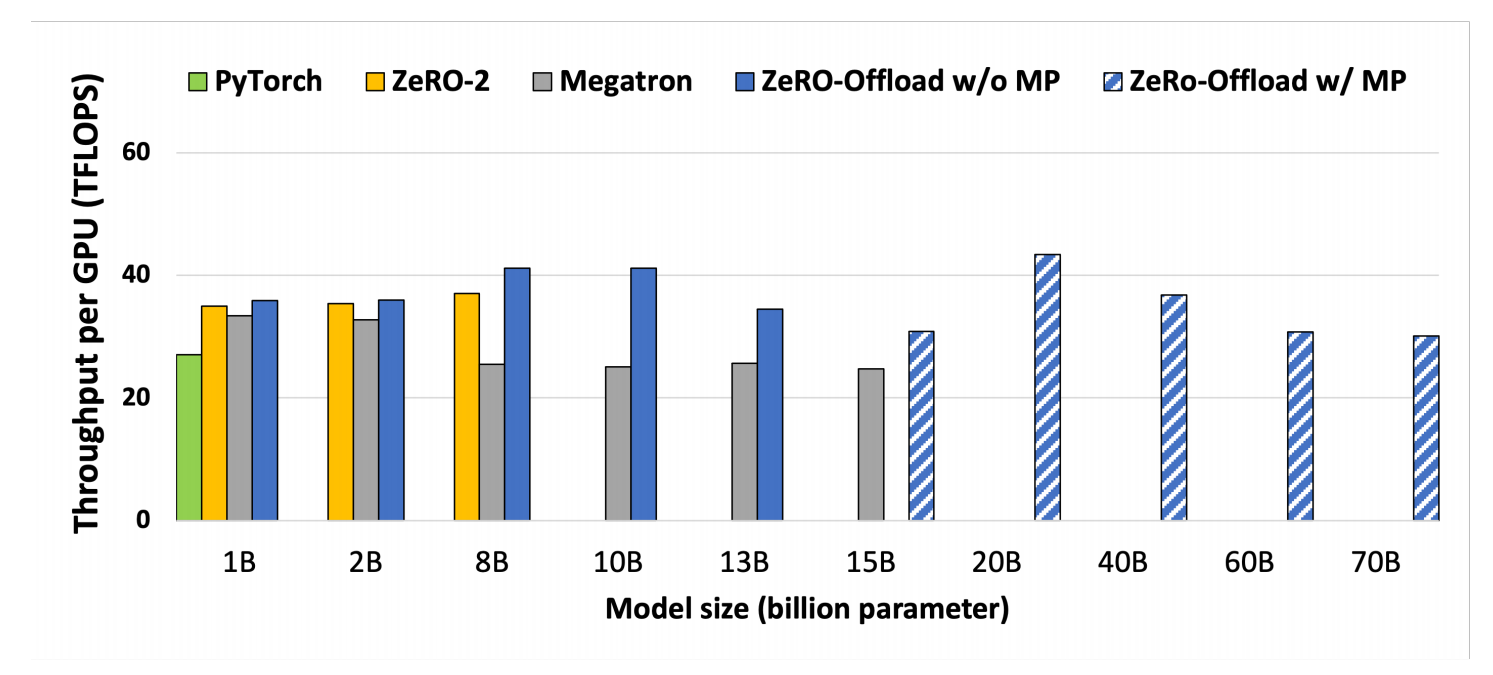 PyTorch ZeRO-2 Megatron ZeRO-Offload w/o MP ZeRo-Offload w/ MP
Throughput per GPU (TFLOPS)
60
40
20
0
1B 2B 8B 10B 13B 15B 20B 40B 60B 70B
Model size (billion parameter)